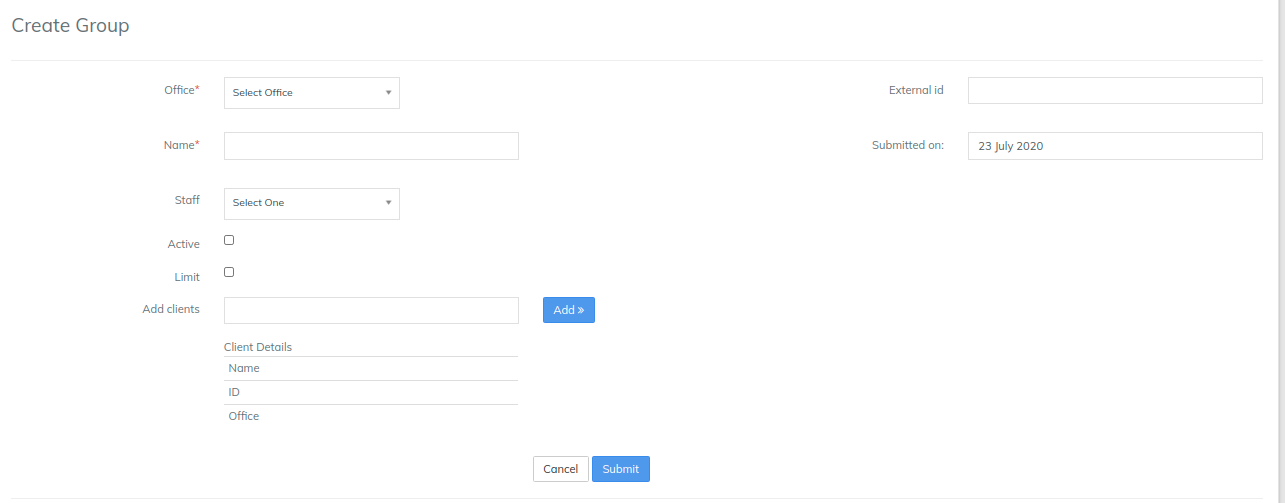 Create Group
Office* Select Office External id
Name* Submitted on: 23 July 2020
Staff Select One
Active
Limit
Add clients Add »
Client Details
Name
ID
Office
Cancel Submit